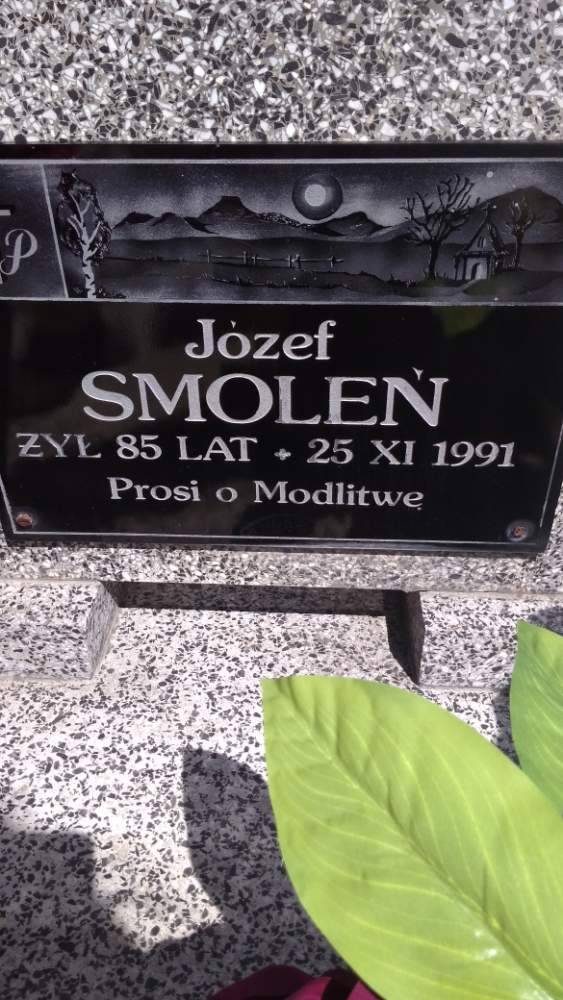 P
Józef
SMOLEŃ
ŻYŁ 85 LAT + 25 XI 1991
Prosi o Modlitwę